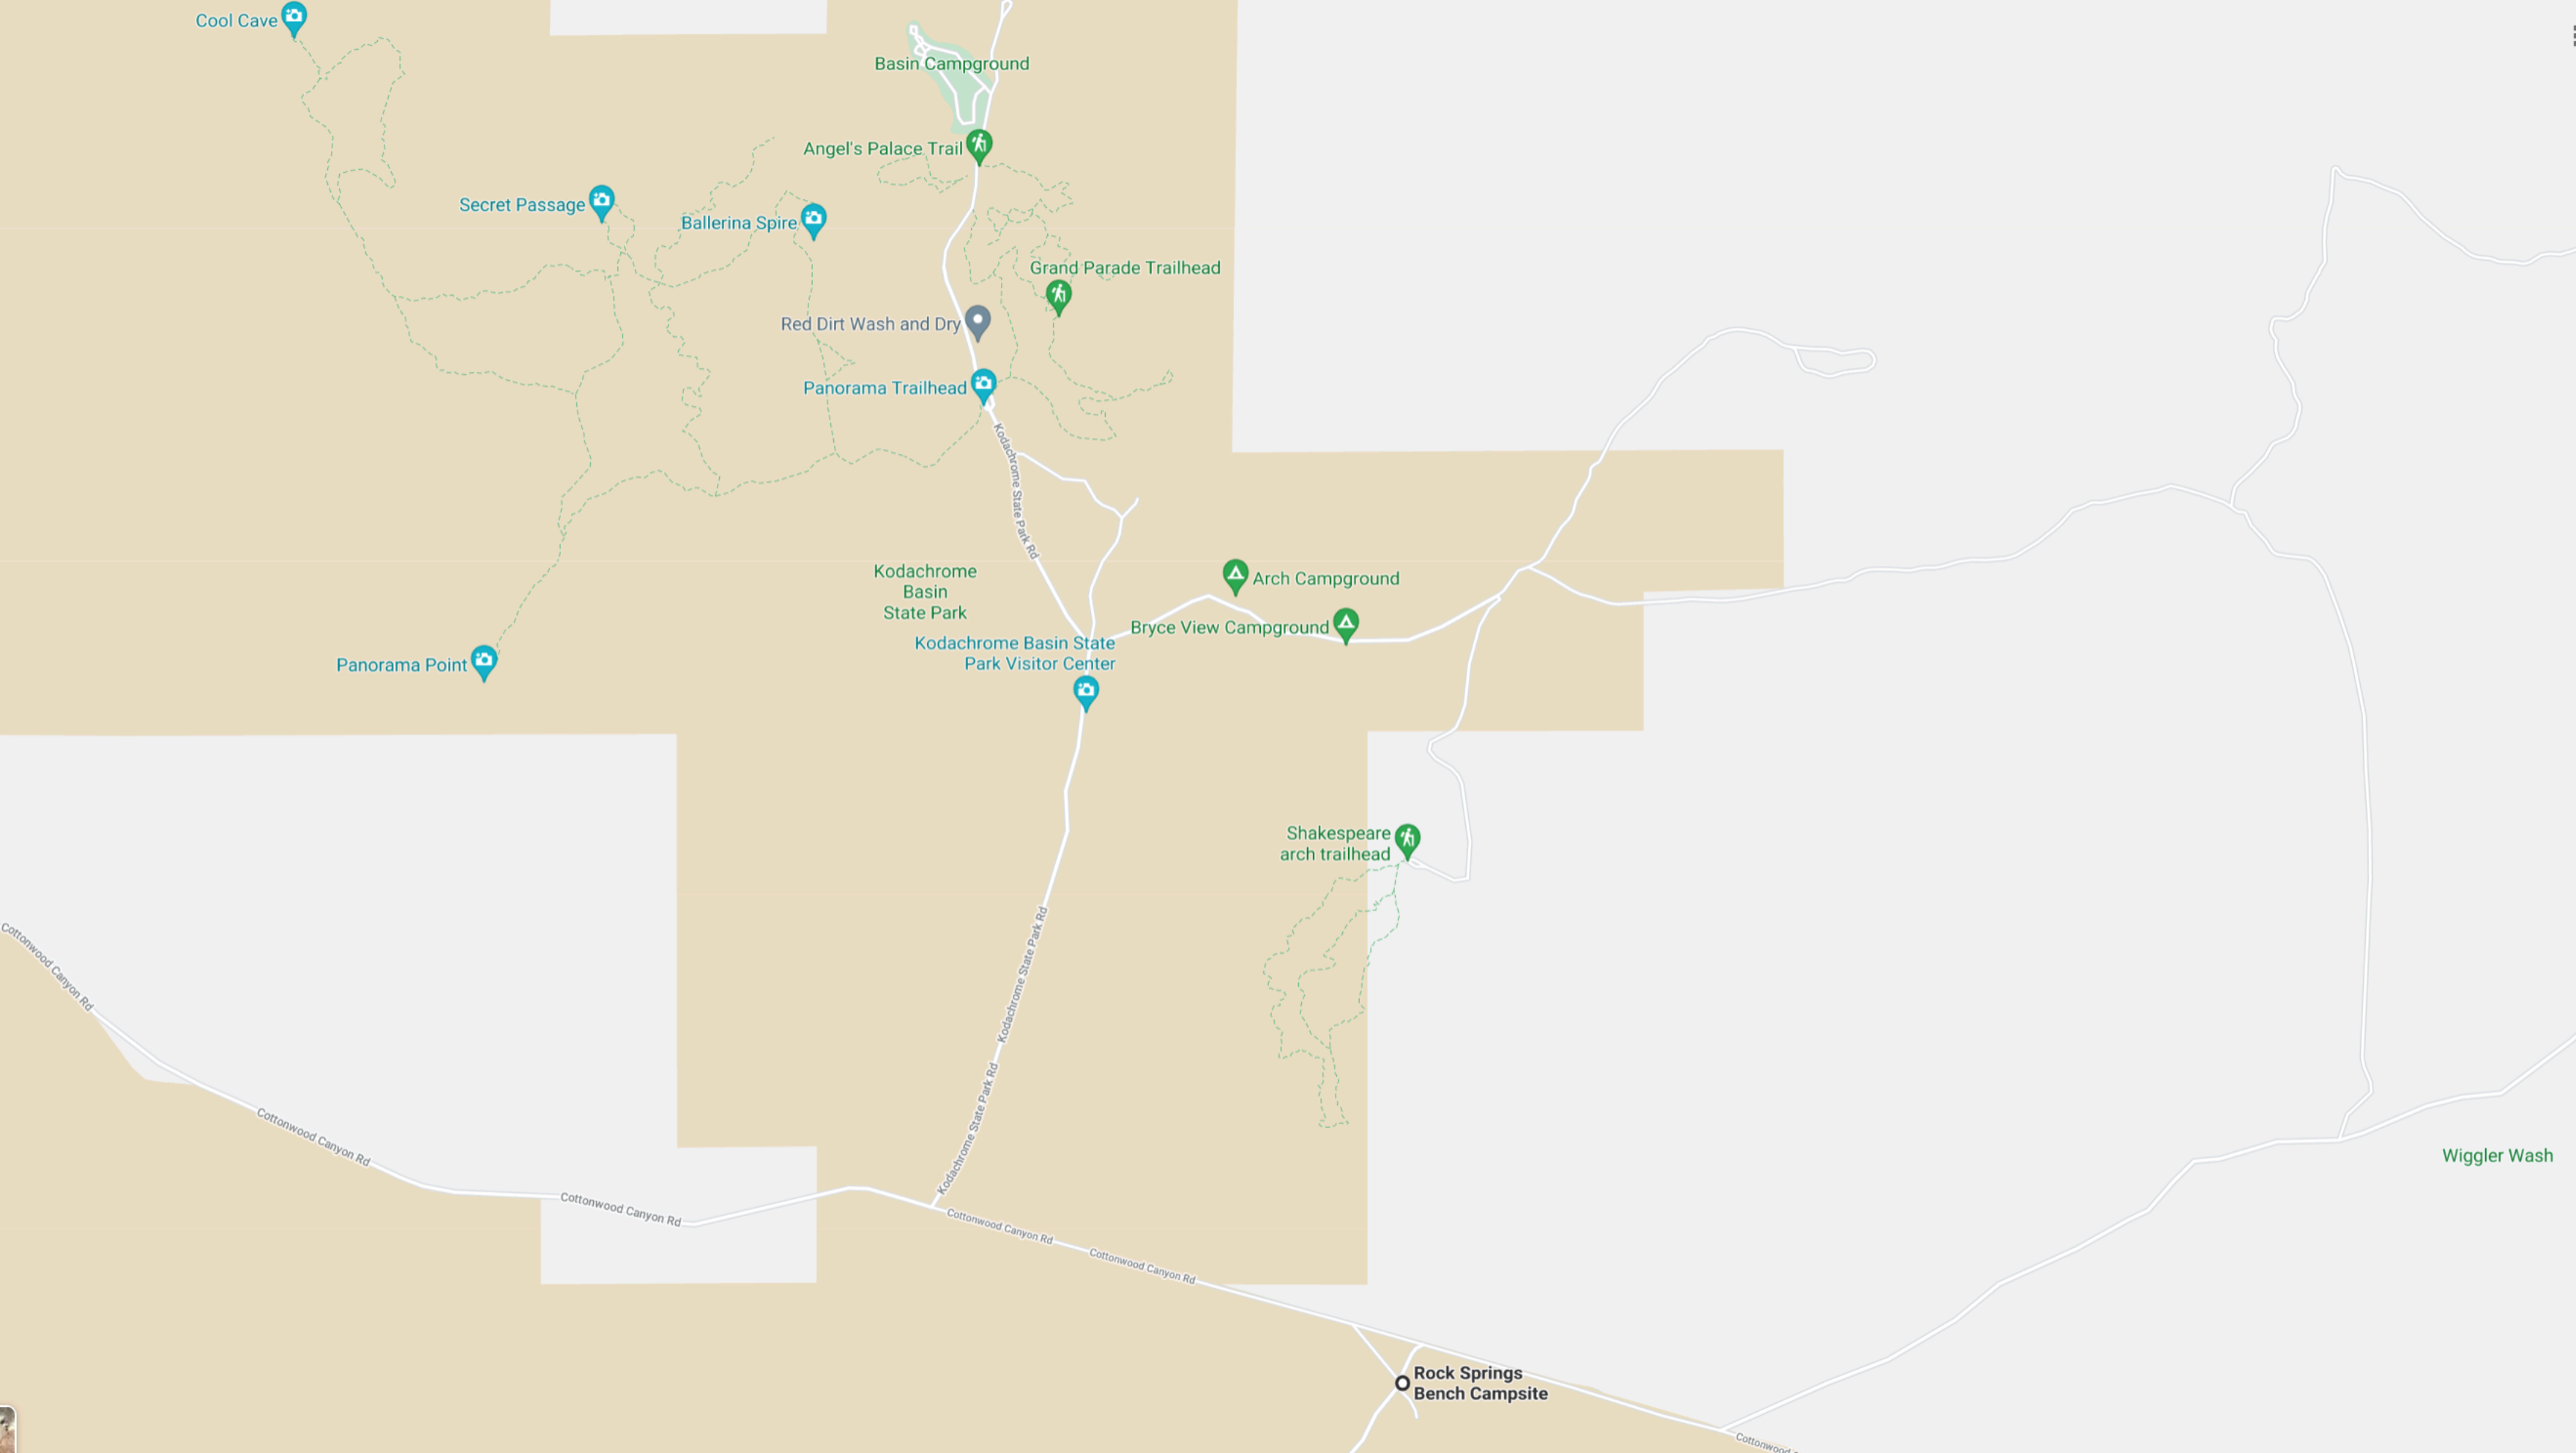 Cool Cave
Basin Campground
Angel's Palace Trail
Secret Passage
Ballerina Spire
Grand Parade Trailhead
Red Dirt Wash and Dry
Panorama Trailhead
Kodachrome State Park Rd
Kodachrome
Basin
State Park
Arch Campground
Bryce View Campground
Kodachrome Basin State
Park Visitor Center
Panorama Point
Shakespeare
arch trailhead
Kodachrome State Park Rd
Cottonwood Canyon Rd
Kodachrome State Park Rd
Cottonwood Canyon Rd
Wiggler Wash
Cottonwood Canyon Rd
Cottonwood Canyon Rd
Cottonwood Canyon Rd
Rock Springs
Bench Campsite
Cottonwood